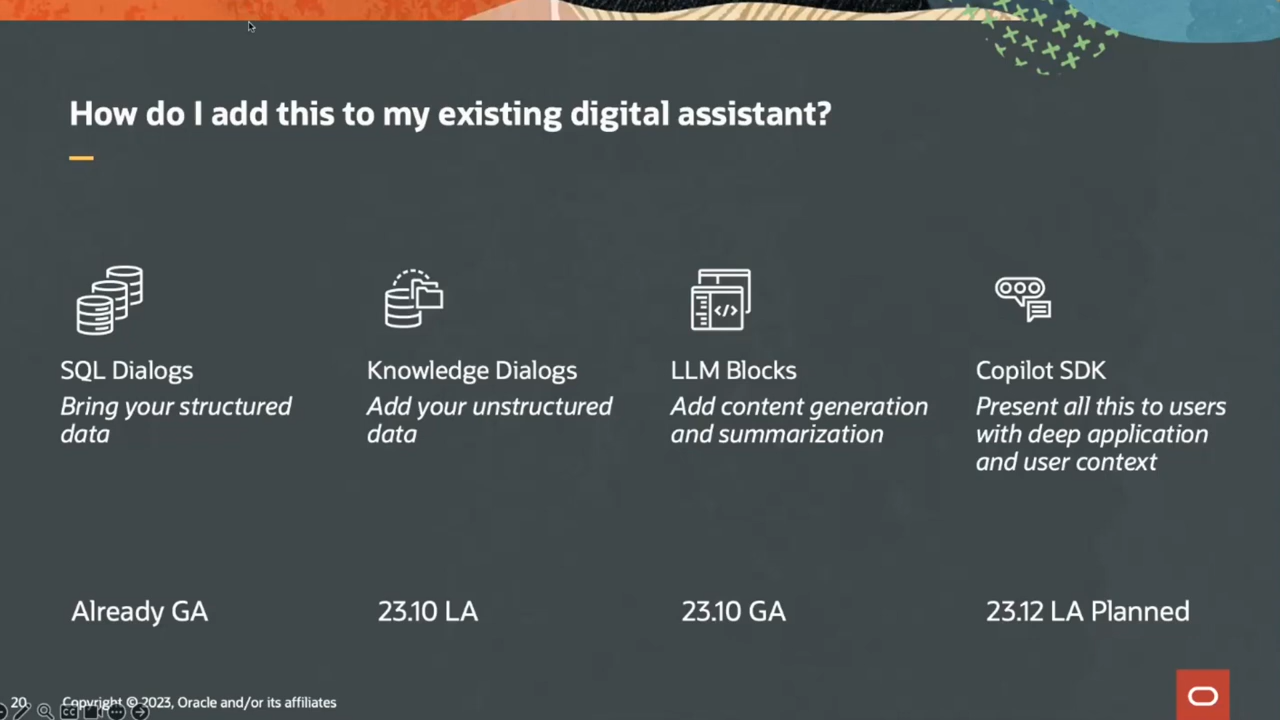 How do I add this to my existing digital assistant?
SQL Dialogs
Bring your structured
data
Knowledge Dialogs
Add your unstructured
data
LLM Blocks
Add content generation
and summarization
Copilot SDK
Present all this to users
with deep application
and user context
Already GA
23.10 LA
23.10 GA
23.12 LA Planned
20
Copyright © 2023, Oracle and/or its affiliates